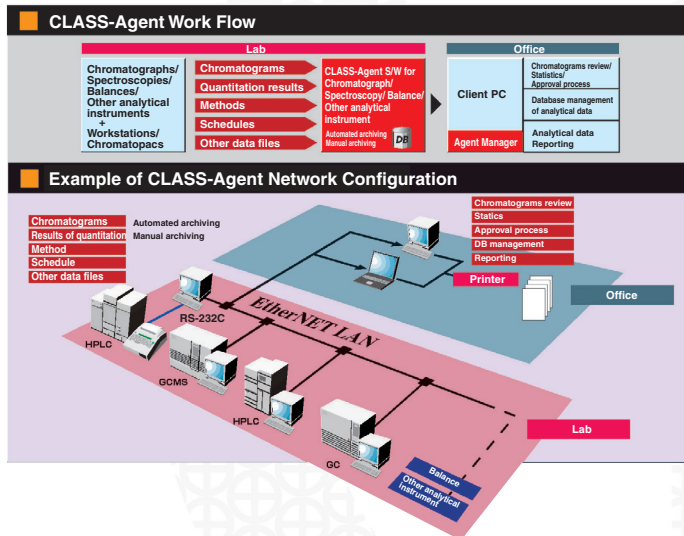 CLASS-Agent Work Flow
Lab
Office
Chromatographs/
Spectroscopies/
Balances/
Other analytical
instruments
+
Workstations/
Chromatopacs
Chromatograms
Quantitation results
Methods
Schedules
Other data files
CLASS-Agent S/W for
Chromatograph/
Spectroscopy/ Balance/
Other analytical
instrument
Automated archiving
Manual archiving
DB
Client PC
Agent Manager
Chromatograms review/
Statistics/
Approval process
Database management
of analytical data
Analytical data
Reporting
Example of CLASS-Agent Network Configuration
Chromatograms
Results of quantitation
Method
Schedule
Other data files
Automated archiving
Manual archiving
Chromatograms review
Statics
Approval process
DB management
Reporting
Printer
Office
RS-232C
EtherNET LAN
HPLC
GCMS
HPLC
GC
Lab
Balance
Other analytical
instrument